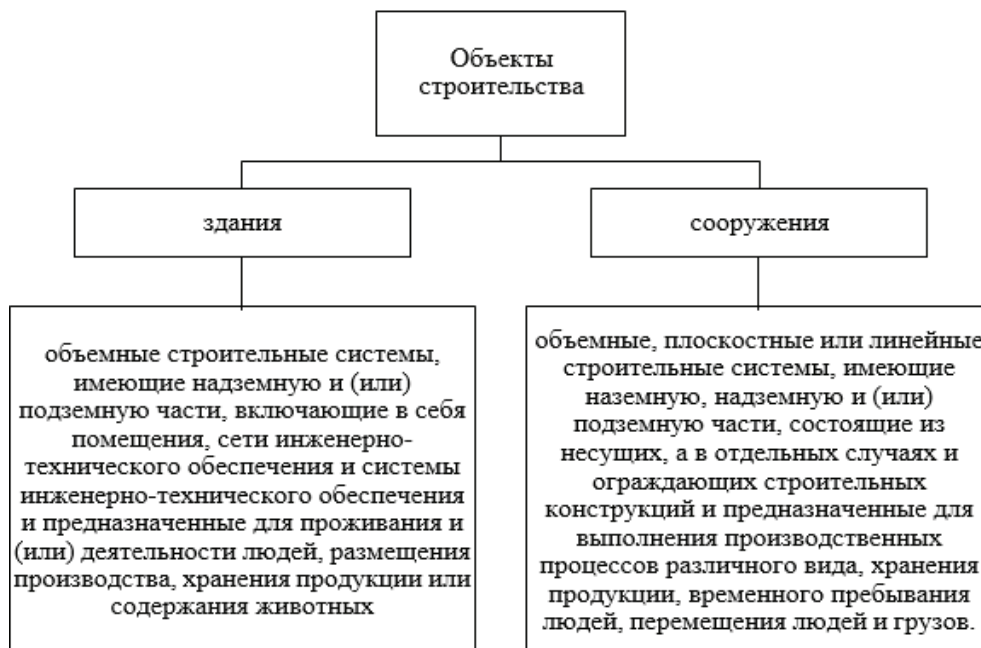 Объекты
строительства
здания
сооружения
объемные строительные системы,
имеющие надземную и (или)
подземную части, включающие в себя
помещения, сети инженерно-
технического обеспечения и системы
инженерно-технического обеспечения
и предназначенные для проживания и
(или) деятельности людей, размещения
производства, хранения продукции или
содержания животных
объемные, плоскостные или линейные
строительные системы, имеющие
наземную, надземную и (или)
подземную части, состоящие из
несущих, а в отдельных случаях и
ограждающих строительных
конструкций и предназначенные для
выполнения производственных
процессов различного вида, хранения
продукции, временного пребывания
людей, перемещения людей и грузов.